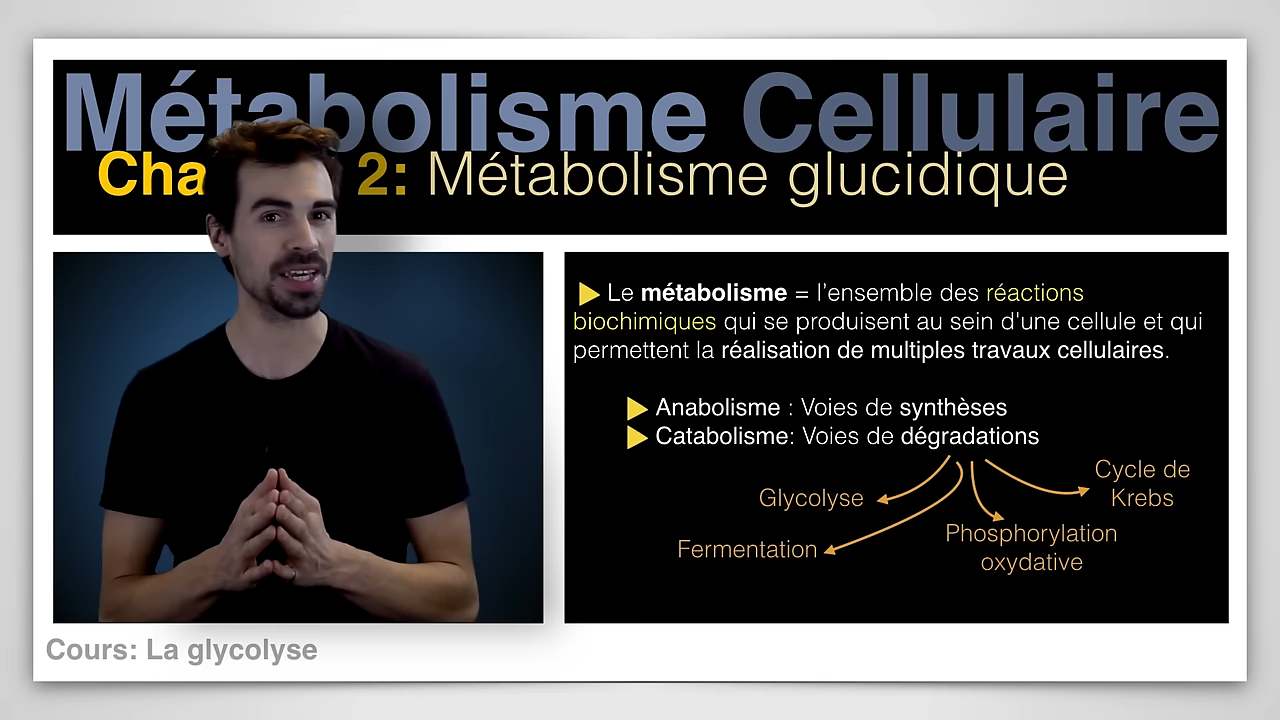 Métabolisme Cellulaire
Cha 2: Métabolisme glucidique
Le métabolisme = l'ensemble des réactions
biochimiques qui se produisent au sein d'une cellule et qui
permettent la réalisation de multiples travaux cellulaires.
Anabolisme : Voies de synthèses
Catabolisme: Voies de dégradations
Cycle de
Krebs
Glycolyse
Phosphorylation
oxydative
Fermentation
Cours: La glycolyse